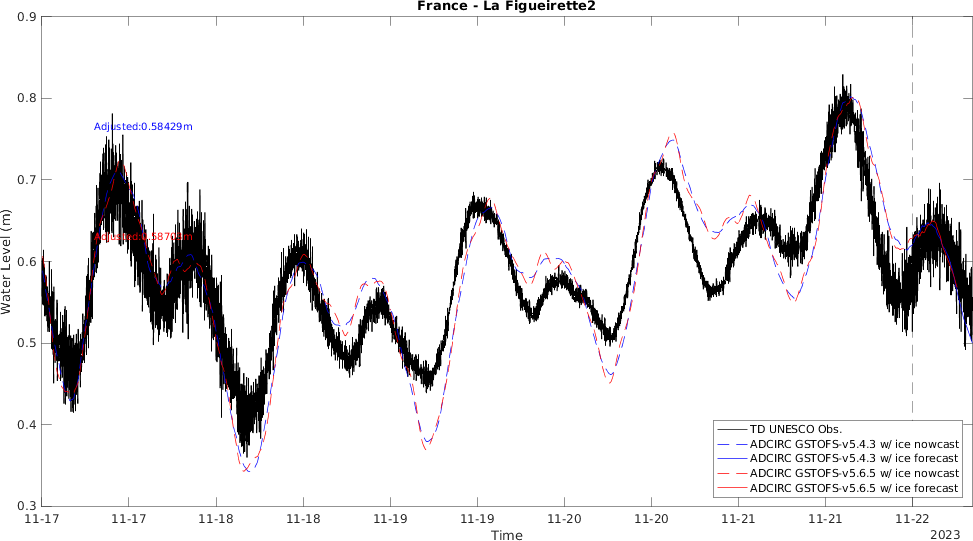 France - La Figueirette2
0.9
0.8
0.7
0.6
0.5
0.4
0.3
Water Level (m)
Adjusted:0.58429m
11-17
11-17
11-18
11-18
11-19
11-19
11-20
11-20
11-21
11-21
11-22
Time
2023
TD UNESCO Obs.
ADCIRC GSTOFS-v5.4.3 w/ ice nowcast
ADCIRC GSTOFS-v5.4.3 w/ ice forecast
ADCIRC GSTOFS-v5.6.5 w/ ice nowcast
ADCIRC GSTOFS-v5.6.5 w/ ice forecast